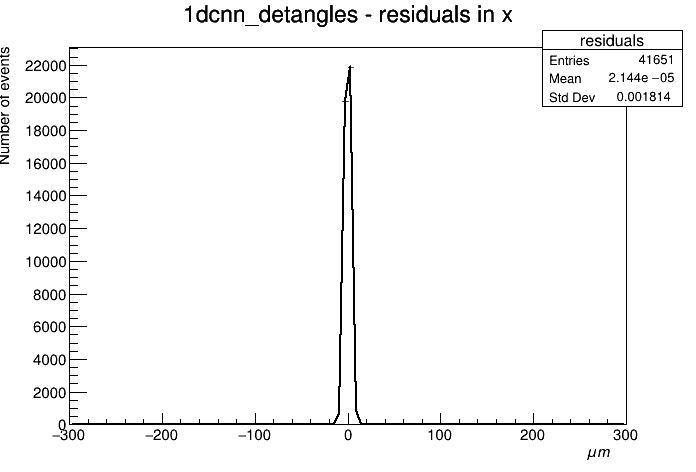 1dcnn_detangles - residuals in x
residuals
Entries 41651
Mean 2.144e-05
Std Dev 0.001814
Number of events
22000
20000
18000
16000
14000
12000
10000
8000
6000
4000
2000
0
-300 -200 -100 0 100 200 300
μm